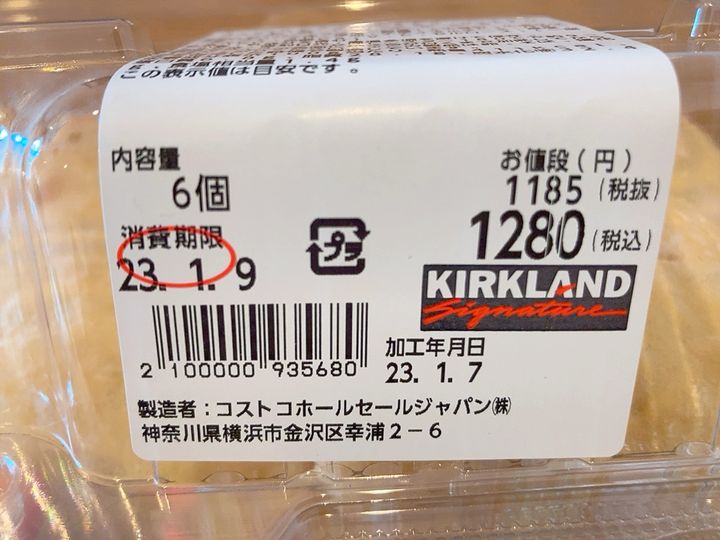 この表示値は目安です。
内容量
6個
お値段(円)
1185(税抜)
1280(税込)
消費期限
23. 1. 9
プラ
KIRKLAND
Signature
2 100000 935680
加工年月日
23. 1. 7
製造者:コストコホールセールジャパン㈱
神奈川県横浜市金沢区幸浦2-6